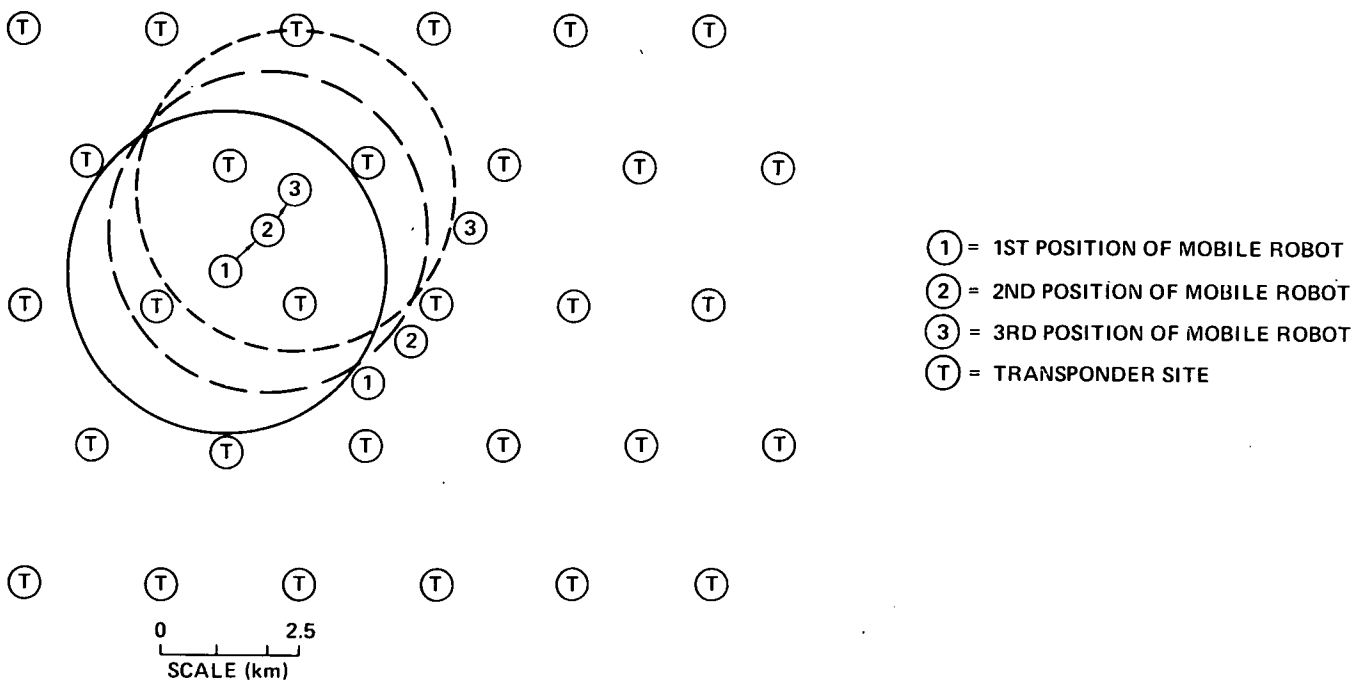 T T T T T T
T T T T T T
3
2
3
1
T T T T T T
2
1
T T T T T T
T T T T T T
0 2.5
SCALE (km)
1 = 1ST POSITION OF MOBILE ROBOT
2 = 2ND POSITION OF MOBILE ROBOT
3 = 3RD POSITION OF MOBILE ROBOT
T = TRANSPONDER SITE